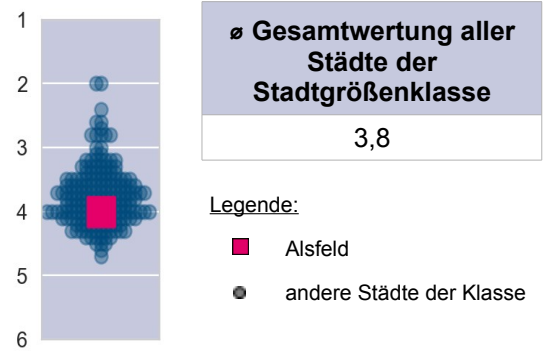 1
2
3
4
5
6
⌀ Gesamtwertung aller
Städte der
Stadtgrößenklasse
3,8
Legende:
Alsfeld
andere Städte der Klasse